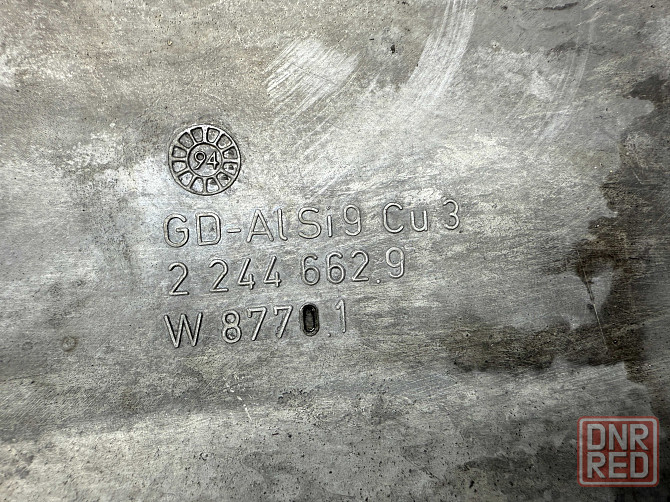 94
GD-AlSi9 Cu3
2 244 662.9
W 8770.1
DNR
RED